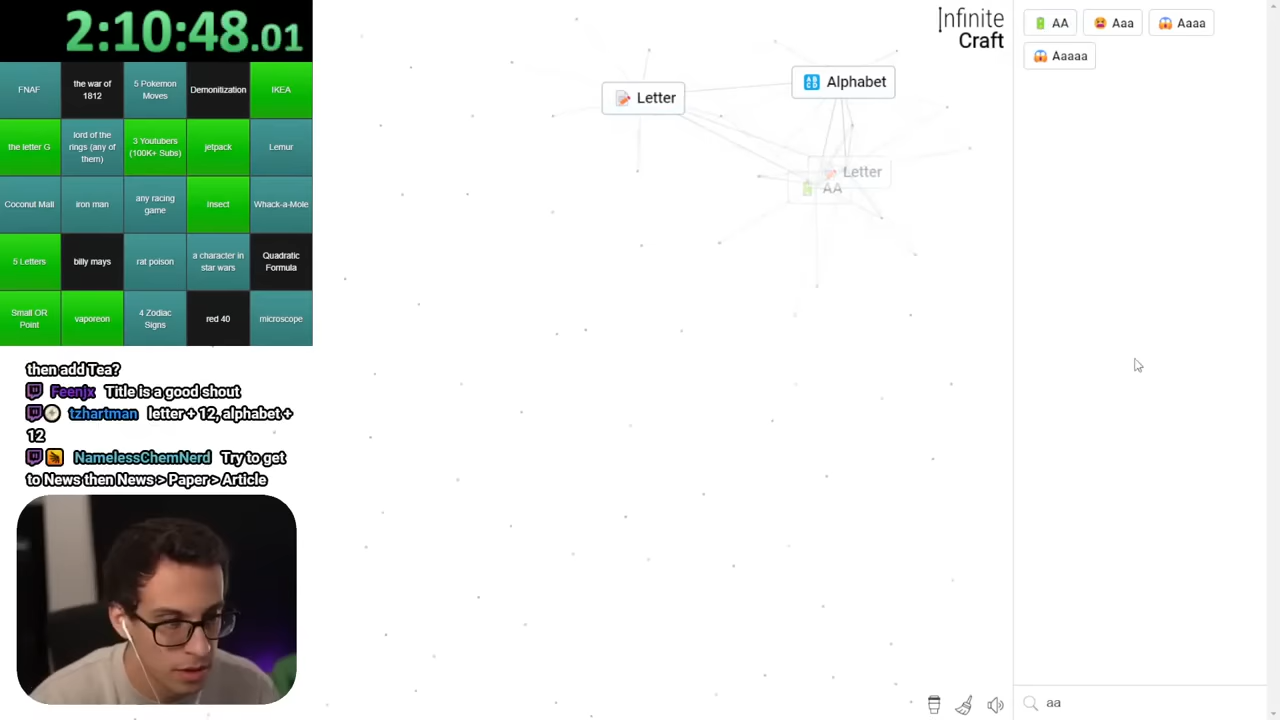 2:10:48.01
FNAF
the war of
1812
5 Pokemon
Moves
Demonitization
IKEA
the letter G
lord of the
rings (any of
them)
3 Youtubers
(100K+ Subs)
jetpack
Lemur
Coconut Mall
iron man
any racing
game
Insect
Whack-a-Mole
5 Letters
billy mays
rat poison
a character in
star wars
Quadratic
Formula
Small OR
Point
vaporeon
4 Zodiac
Signs
red 40
microscope
then add Tea?
Feenjx Title is a good shout
tzhartman letter + 12, alphabet +
12
NamelessChemNerd Try to get
to News then News > Paper > Article
Letter
Alphabet
Letter
AA
Infinite
Craft
AA Aaa Aaaa
Aaaaa
aa